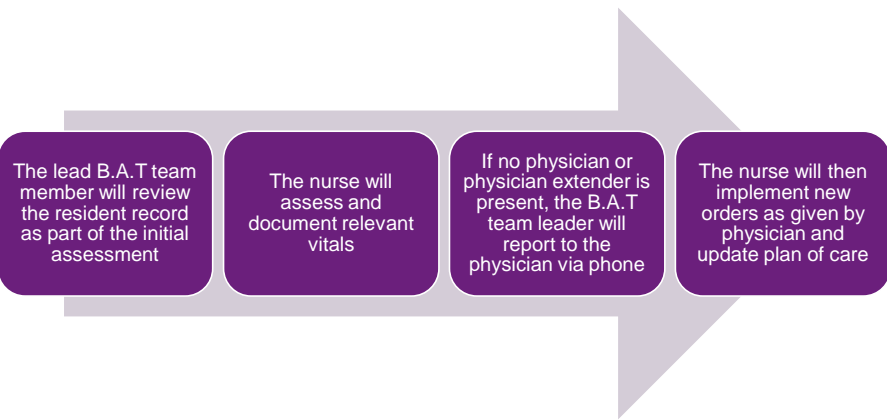 The lead B.A.T team
member will review
the resident record
as part of the initial
assessment
The nurse will
assess and
document relevant
vitals
If no physician or
physician extender is
present, the B.A.T
team leader will
report to the
physician via phone
The nurse will then
implement new
orders as given by
physician and
update plan of care